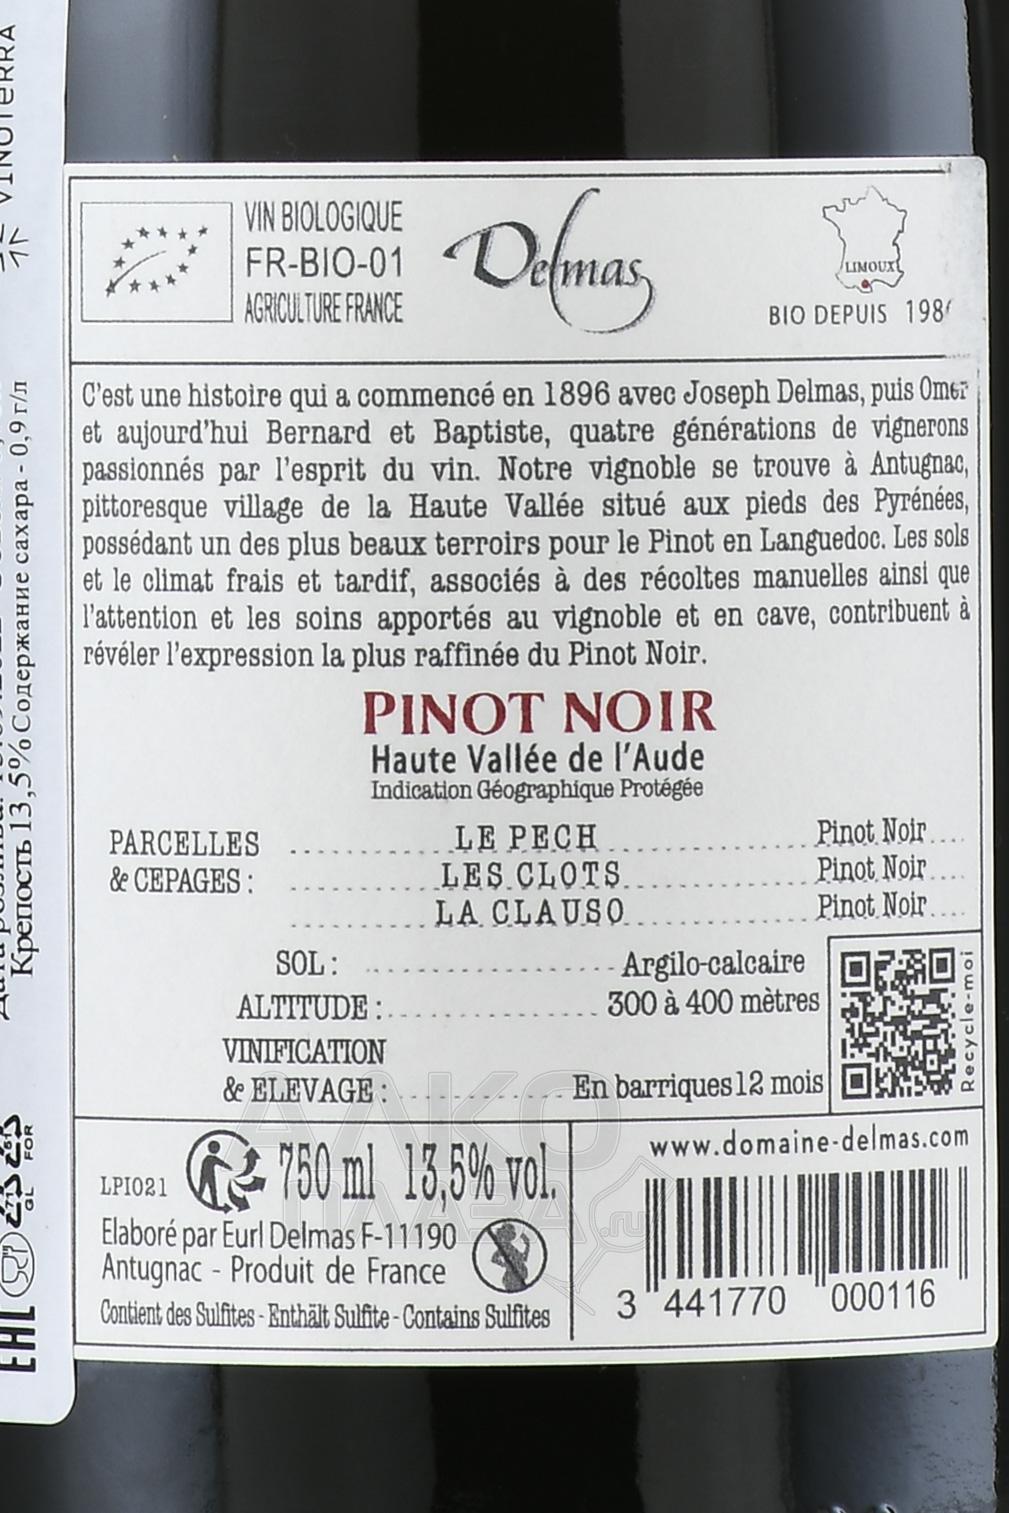 VIN BIOLOGIQUE
FR-BIO-01
AGRICULTURE FRANCE
Delmas
LIMOUX
BIO DEPUIS 198
C'est une histoire qui a commencé en 1896 avec Joseph Delmas, puis Omer
et aujourd'hui Bernard et Baptiste, quatre générations de vignerons
passionnés par l'esprit du vin. Notre vignoble se trouve à Antugnac,
pittoresque village de la Haute Vallée situé aux pieds des Pyrénées,
possédant un des plus beaux terroirs pour le Pinot en Languedoc. Les sols
et le climat frais et tardif, associés à des récoltes manuelles ainsi que
l'attention et les soins apportés au vignoble et en cave, contribuent à
révéler l'expression la plus raffinée du Pinot Noir.
PINOT NOIR
Haute Vallée de l'Aude
Indication Géographique Protégée
PARCELLES ........... LE PECH ........... Pinot Noir ....
& CEPAGES : ........... LES CLOTS ........... Pinot Noir ....
........... LA CLAUSO ........... Pinot Noir ....
SOL : ........... Argilo-calcaire
ALTITUDE : ........... 300 à 400 mètres
VINIFICATION
& ELEVAGE : ........... En barriques 12 mois
Recycle-moi
LPI021
750 ml 13,5% vol.
Elaboré par Eurl Delmas F-11190
Antugnac - Produit de France
Contient des Sulfites - Enthält Sulfite - Contains Sulfites
www.domaine-delmas.com
3 441770 000116
VINOTERRA
Крепость 13,5% Содержание сахара - 0,9 г/л
GL FOR
EAC
АЛКО
ПЛАЗА.ru